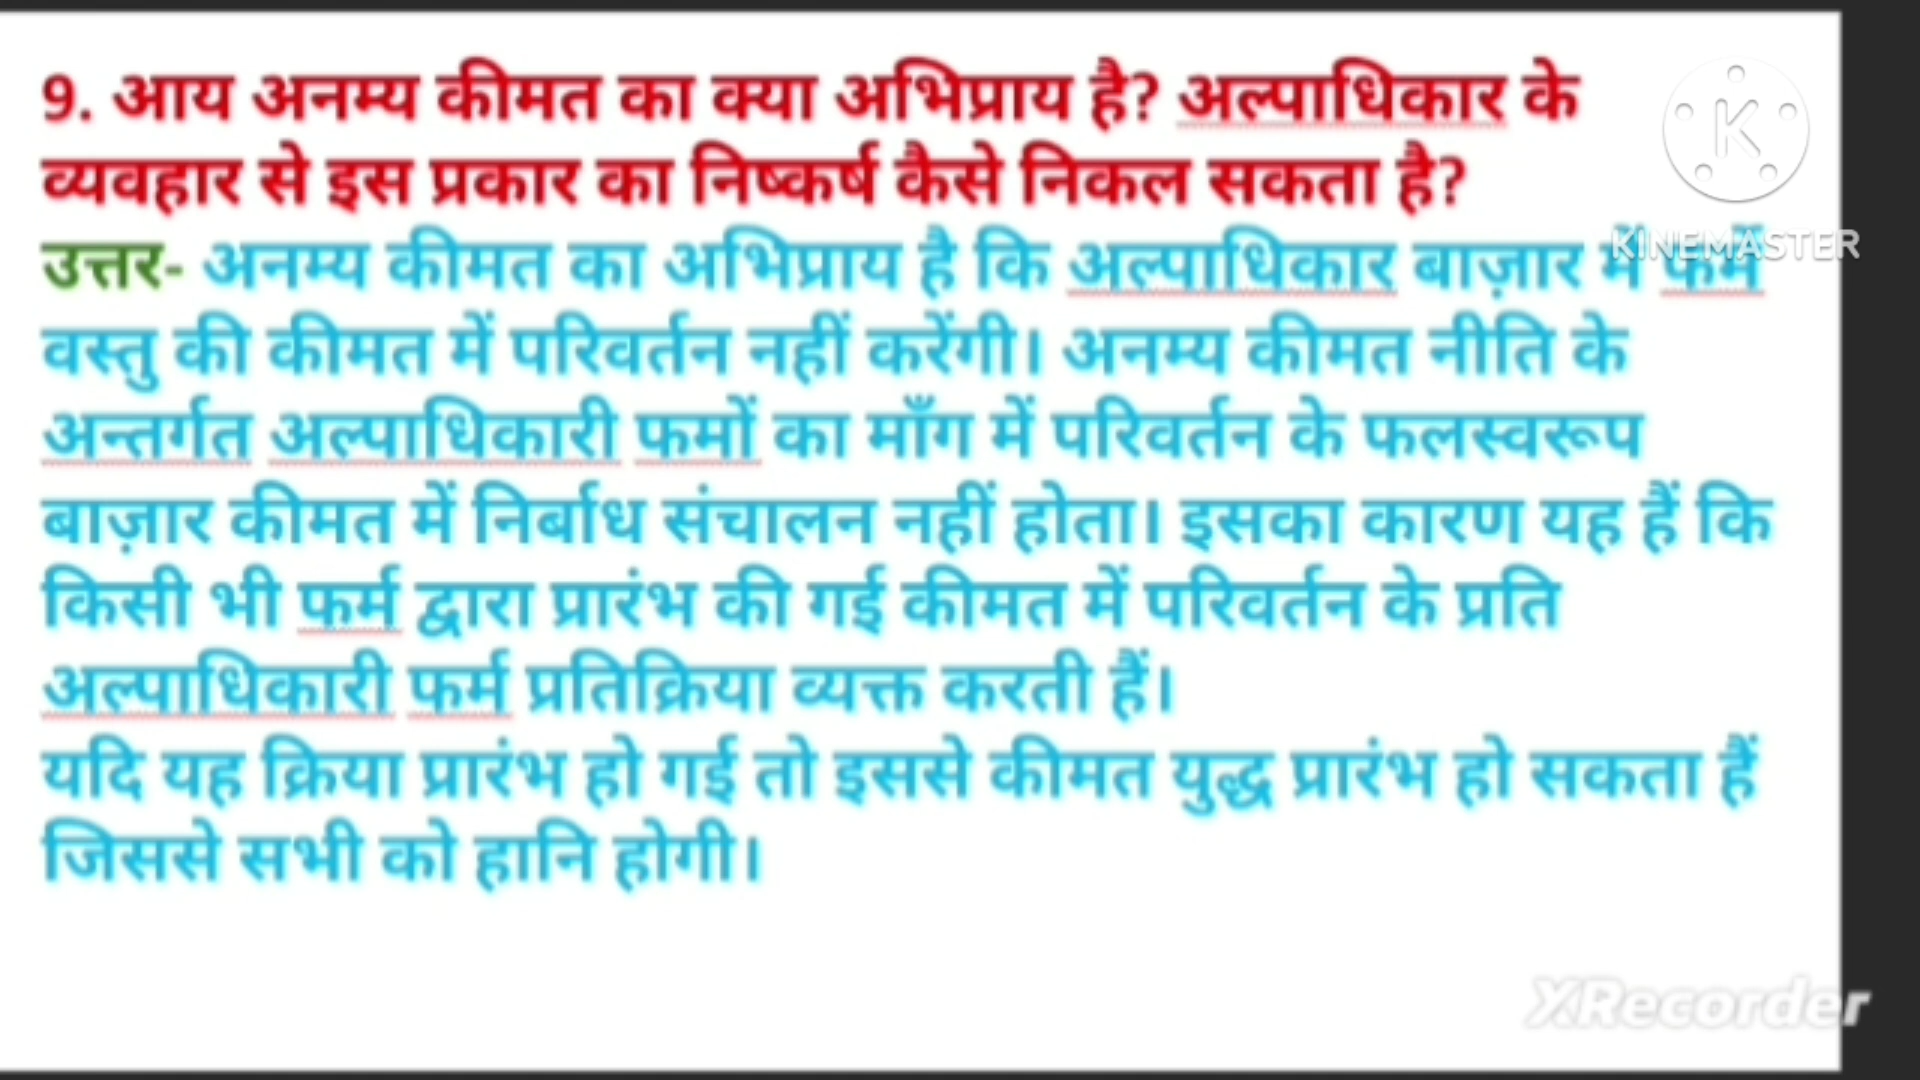 9. आय अनम्य कीमत का क्या अभिप्राय है? अल्पाधिकार के
व्यवहार से इस प्रकार का निष्कर्ष कैसे निकल सकता है?
उत्तर- अनम्य कीमत का अभिप्राय है कि अल्पाधिकार बाज़ार में फर्में
वस्तु की कीमत में परिवर्तन नहीं करेंगी। अनम्य कीमत नीति के
अन्तर्गत अल्पाधिकारी फर्मों का माँग में परिवर्तन के फलस्वरूप
बाज़ार कीमत में निर्बाध संचालन नहीं होता। इसका कारण यह हैं कि
किसी भी फर्म द्वारा प्रारंभ की गई कीमत में परिवर्तन के प्रति
अल्पाधिकारी फर्म प्रतिक्रिया व्यक्त करती हैं।
यदि यह क्रिया प्रारंभ हो गई तो इससे कीमत युद्ध प्रारंभ हो सकता हैं
जिससे सभी को हानि होगी।
K
KINEMASTER
XRecorder